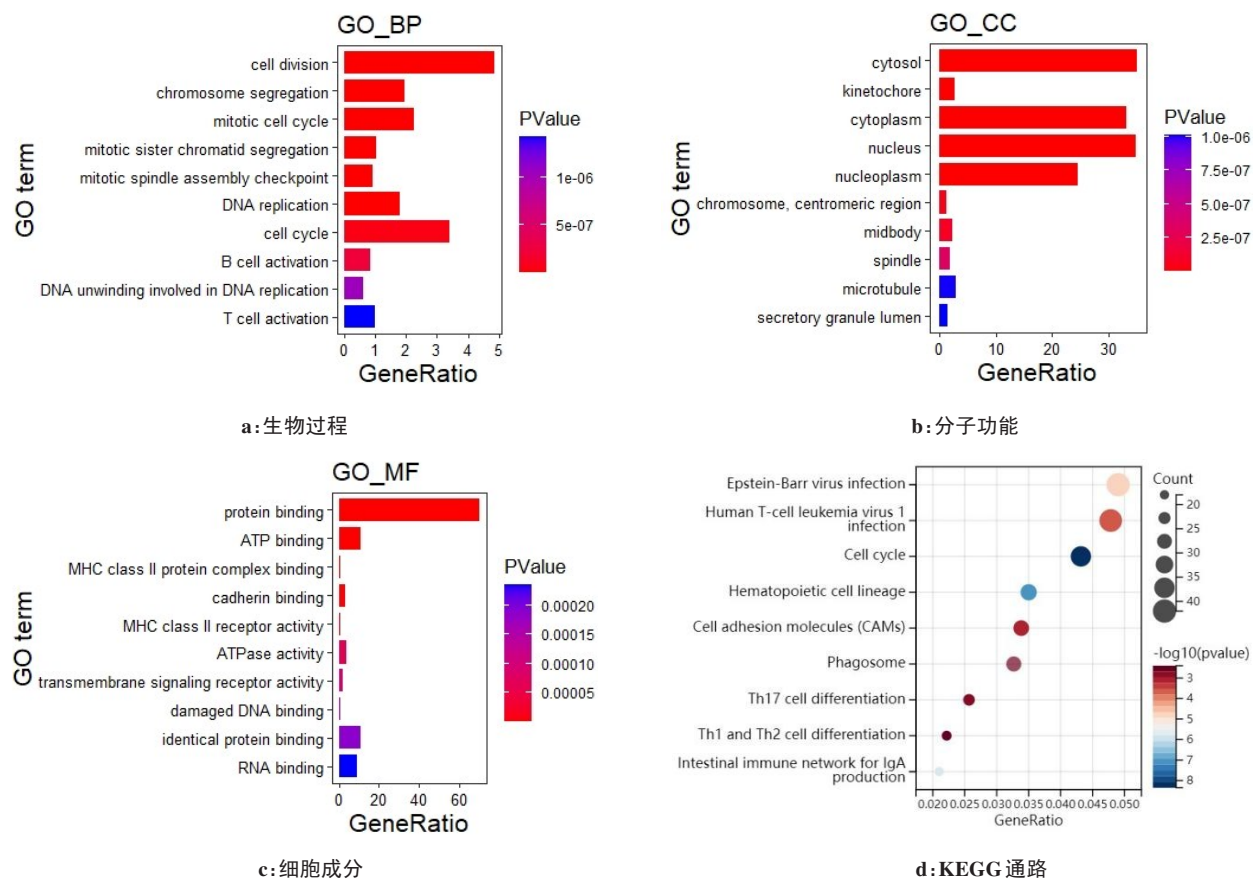 GO_BP
GO term
cell division
chromosome segregation
mitotic cell cycle
mitotic sister chromatid segregation
mitotic spindle assembly checkpoint
DNA replication
cell cycle
B cell activation
DNA unwinding involved in DNA replication
T cell activation
0 1 2 3 4 5
GeneRatio
PValue
1e-06
5e-07
a:生物过程
GO_CC
GO term
cytosol
kinetochore
cytoplasm
nucleus
nucleoplasm
chromosome, centromeric region
midbody
spindle
microtubule
secretory granule lumen
0 10 20 30
GeneRatio
PValue
1.0e-06
7.5e-07
5.0e-07
2.5e-07
b:分子功能
GO_MF
GO term
protein binding
ATP binding
MHC class II protein complex binding
cadherin binding
MHC class II receptor activity
ATPase activity
transmembrane signaling receptor activity
damaged DNA binding
identical protein binding
RNA binding
0 20 40 60
GeneRatio
PValue
0.00020
0.00015
0.00010
0.00005
c:细胞成分
Epstein-Barr virus infection
Human T-cell leukemia virus 1
infection
Cell cycle
Hematopoietic cell lineage
Cell adhesion molecules (CAMs)
Phagosome
Th17 cell differentiation
Th1 and Th2 cell differentiation
Intestinal immune network for IgA
production
0.020 0.025 0.030 0.035 0.040 0.045 0.050
GeneRatio
Count
20
25
30
35
40
-log10(pvalue)
3
4
5
6
7
8
d:KEGG通路